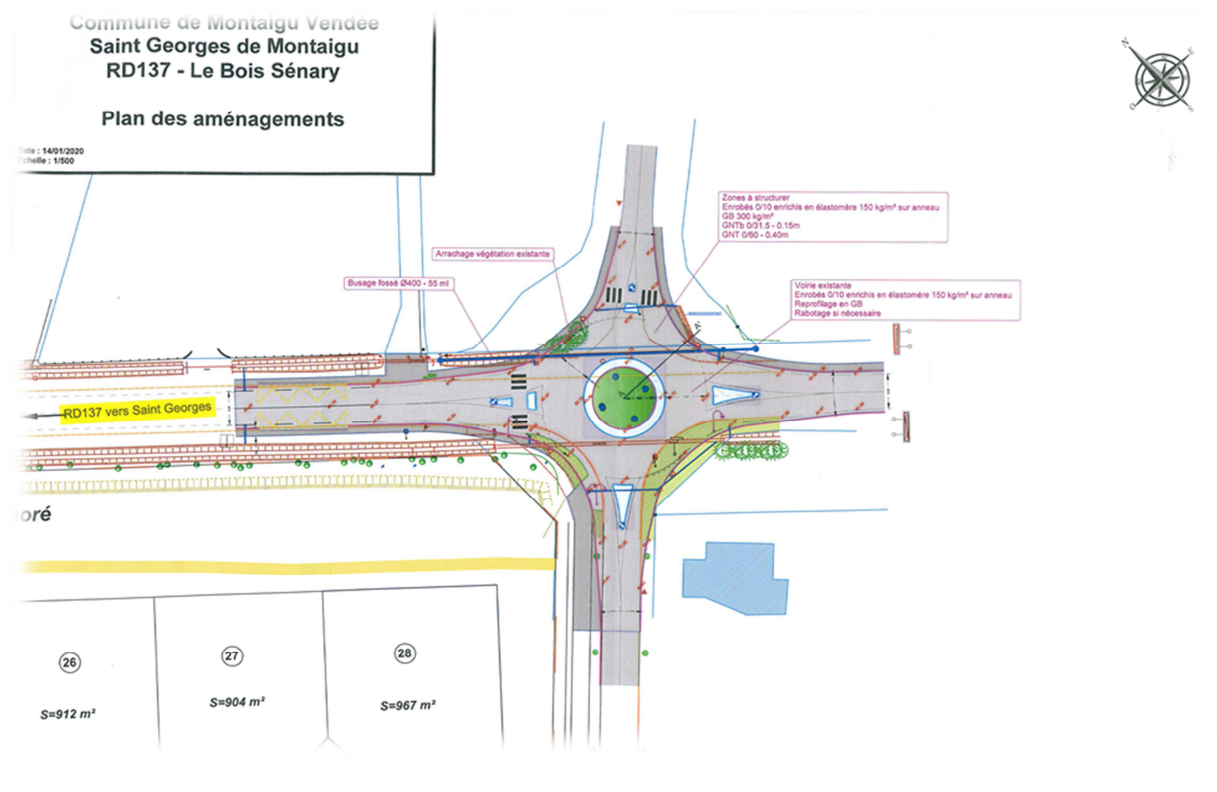 Commune de Montaigu Vendée
Saint Georges de Montaigu
RD137 - Le Bois Sénary
Plan des aménagements
Date : 14/01/2020
Echelle : 1/500
N
E
O
S
Zones à structurer
Enrobés 0/10 enrichis en élastomère 150 kg/m² sur anneau
GB 300 kg/m²
GNTb 0/31.5 - 0.15m
GNT 0/60 - 0.40m
Arrachage végétation existante
Busage fossé Ø400 - 55 ml
Voirie existante
Enrobés 0/10 enrichis en élastomère 150 kg/m² sur anneau
Reprofilage en GB
Rabotage si nécessaire
RD137 vers Saint Georges
oré
26
27
28
S=912 m²
S=904 m²
S=967 m²